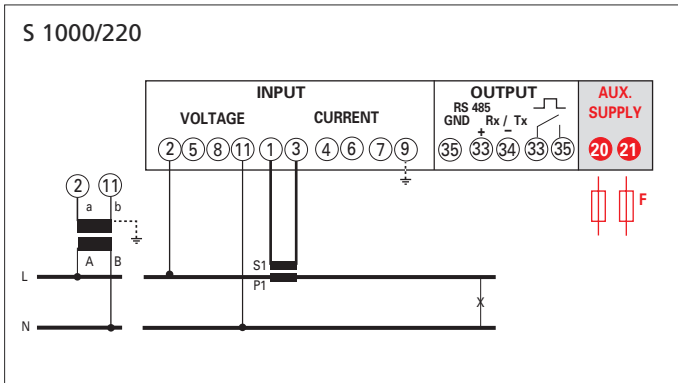 S 1000/220
INPUT
OUTPUT
AUX.
SUPPLY
VOLTAGE
CURRENT
RS 485
GND
Rx / Tx
+
−
2
5
8
11
1
3
4
6
7
9
35
33
34
33
35
20
21
2
11
a
b
F
A
B
S1
P1
L
N
X